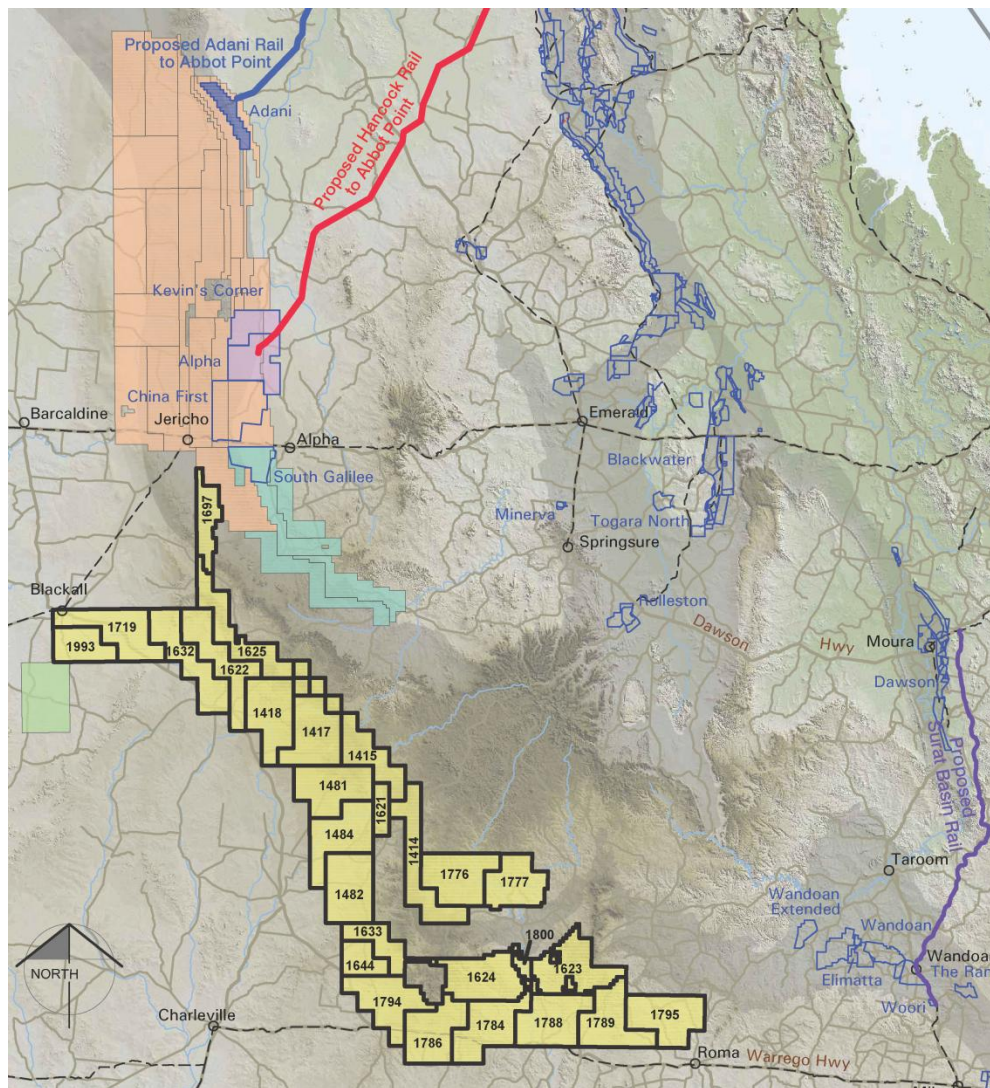 Proposed Adani Rail
to Abbot Point
Adani
Proposed Hancock Rail
to Abbot Point
Kevin's Corner
Alpha
China First
Barcaldine
Jericho
Alpha
Emerald
South Galilee
Blackwater
Minerva
Togara North
Springsure
1697
Blackall
Rolleston
Dawson
Hwy
Moura
Dawson
1719
1993
1632
1625
1622
1418
1417
1415
Proposed
Surat Basin Rail
1481
1621
1484
1414
1776
1777
1482
Taroom
Wandoan
Extended
Wandoan
1633
1800
1644
1624
1623
Wandoan
The Ran
Elimatta
Woori
NORTH
1794
Charleville
1786
1784
1788
1789
1795
Roma
Warrego Hwy